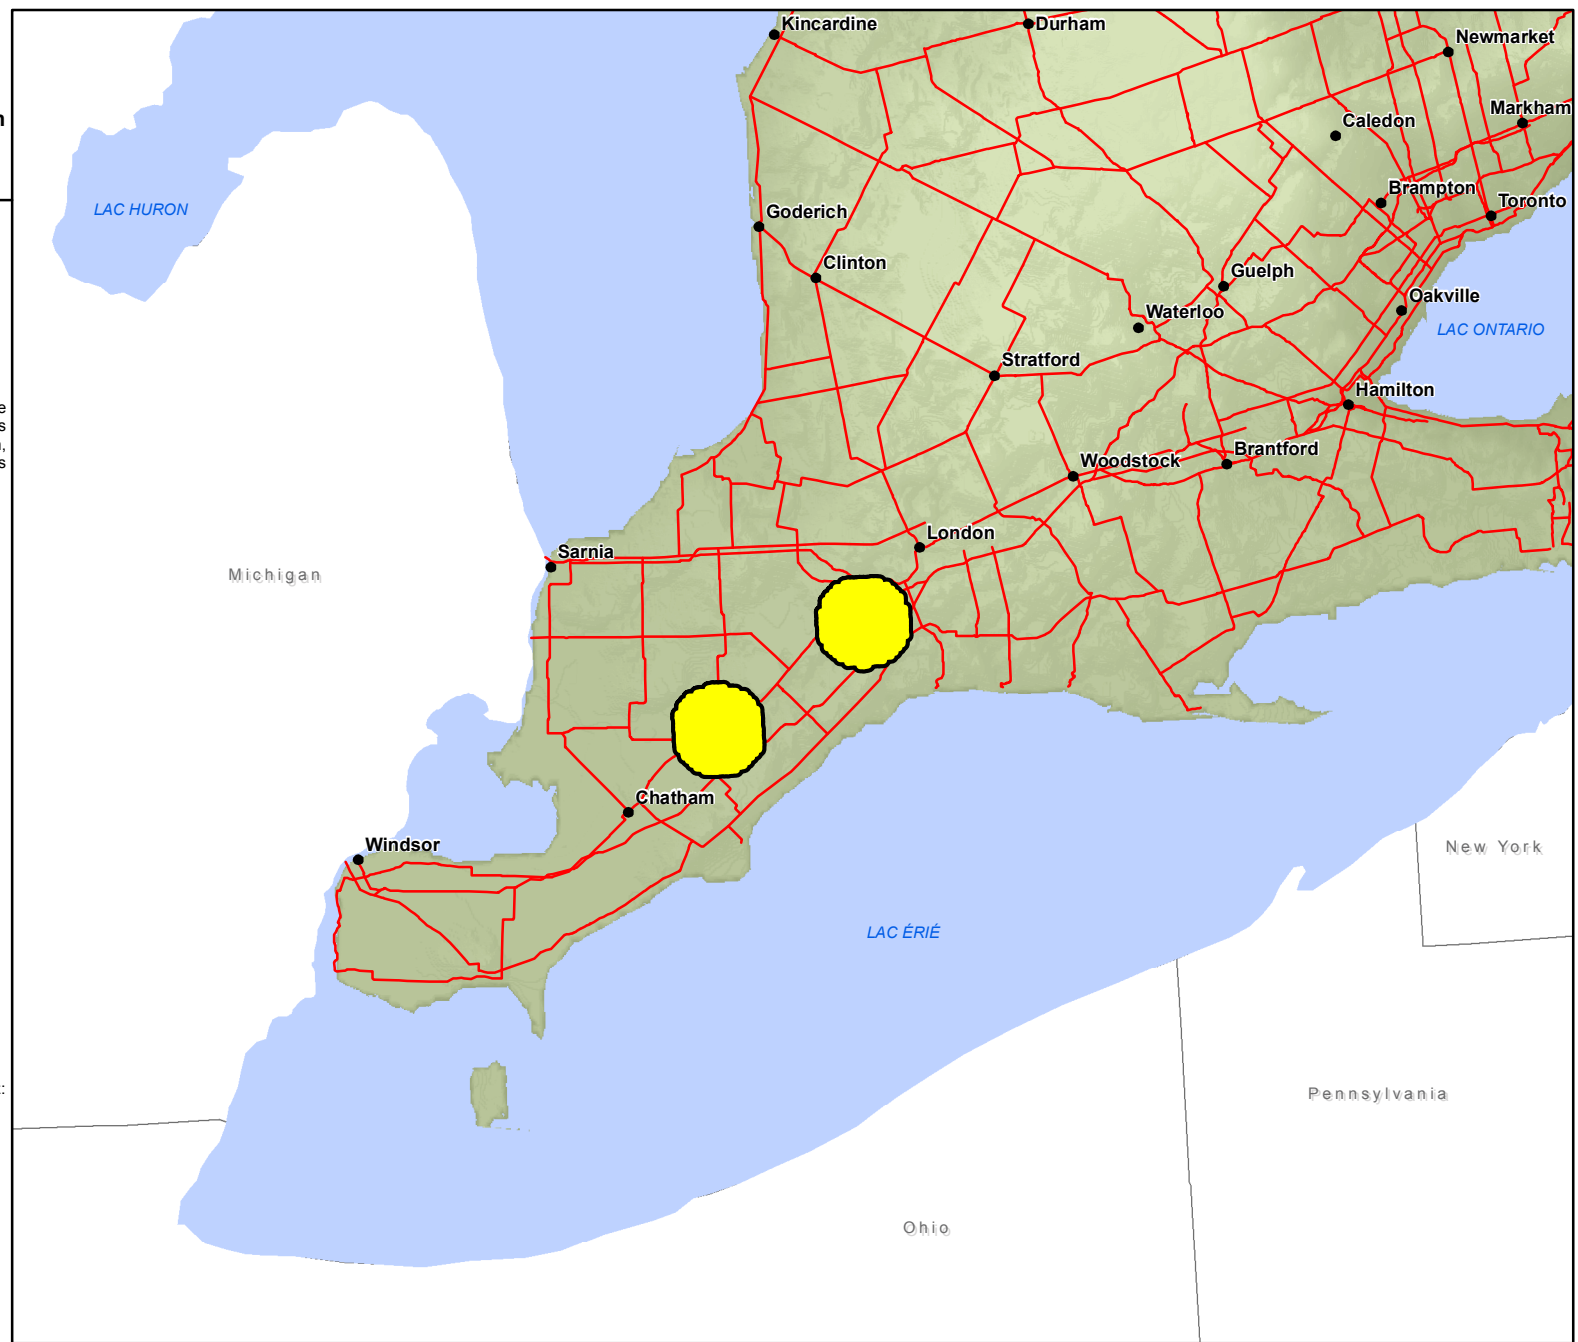 Kincardine
Durham
Newmarket
Markham
Caledon
LAC HURON
Brampton
Toronto
Goderich
Clinton
Guelph
Oakville
Waterloo
LAC ONTARIO
Stratford
Hamilton
Brantford
Woodstock
London
Sarnia
Michigan
Chatham
Windsor
New York
LAC ÉRIÉ
Pennsylvania
Ohio